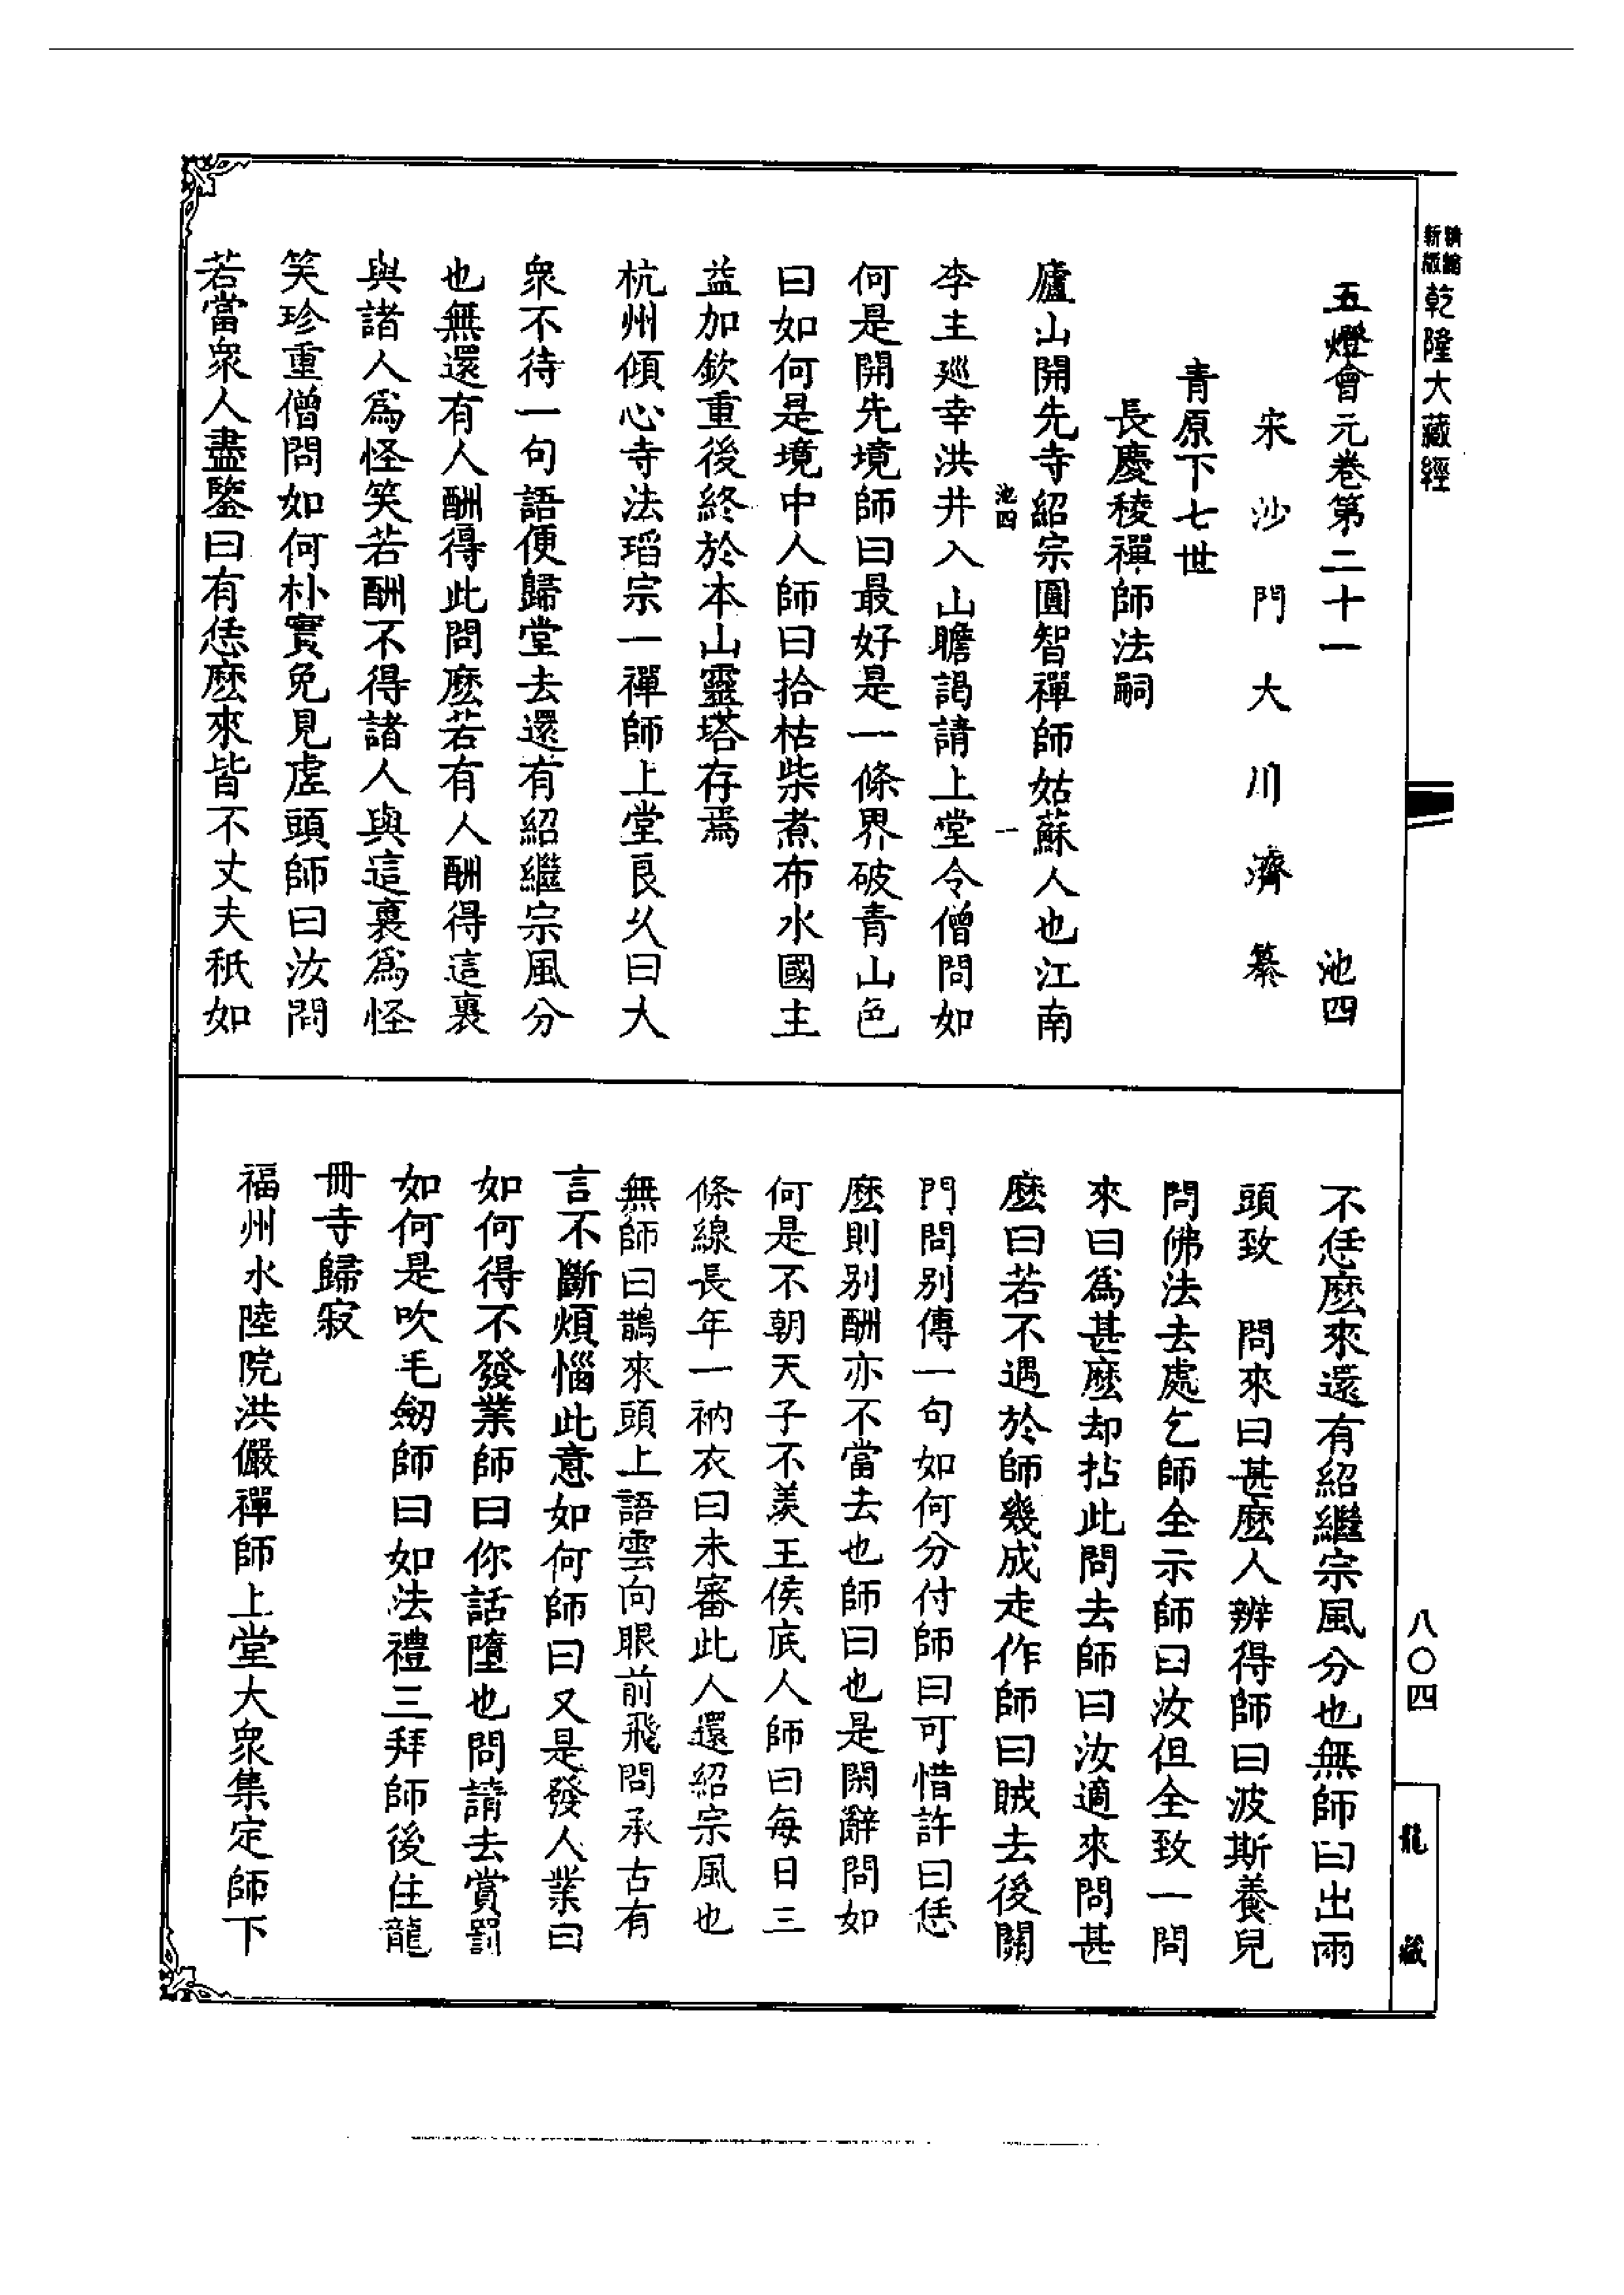 新版
精縮
乾隆大藏經
五燈會元卷第二十一 池四
宋沙門大川濟纂
青原下七世
長慶稜禪師法嗣
廬山開先寺紹宗圓智禪師姑蘇人也江南
池四 一
李主巡幸洪井入山瞻謁請上堂令僧問如
何是開先境師曰最好是一條界破青山色
曰如何是境中人師曰拾枯柴煮布水國主
益加欽重後終於本山靈塔存焉
杭州傾心寺法瑫宗一禪師上堂良久曰大
衆不待一句語便歸堂去還有紹繼宗風分
也無還有人酬得此問麼若有人酬得這裏
與諸人爲怪笑若酬不得諸人與這裏爲怪
笑珍重僧問如何朴實免見虛頭師曰汝問
若當衆人盡鑒曰有恁麼來皆不丈夫秖如
不恁麼來還有紹繼宗風分也無師曰出兩
頭致 問來曰甚麼人辨得師曰波斯養兒
問佛法去處乞師全示師曰汝但全致一問
來曰爲甚麼却拈此問去師曰汝適來問甚
麼曰若不遇於師幾成走作師曰賊去後關
門問别傳一句如何分付師曰可惜許曰恁
麼則别酬亦不當去也師曰也是閑辭問如
何是不朝天子不羨王侯底人師曰每日三
條線長年一衲衣曰未審此人還紹宗風也
無師曰鵲來頭上語雲向眼前飛問承古有
言不斷煩惱此意如何師曰又是發人業曰
如何得不發業師曰你話墮也問請去賞罰
如何是吹毛劒師曰如法禮三拜師後住龍
冊寺歸寂
福州水陸院洪儼禪師上堂大衆集定師下
八〇四
龍藏